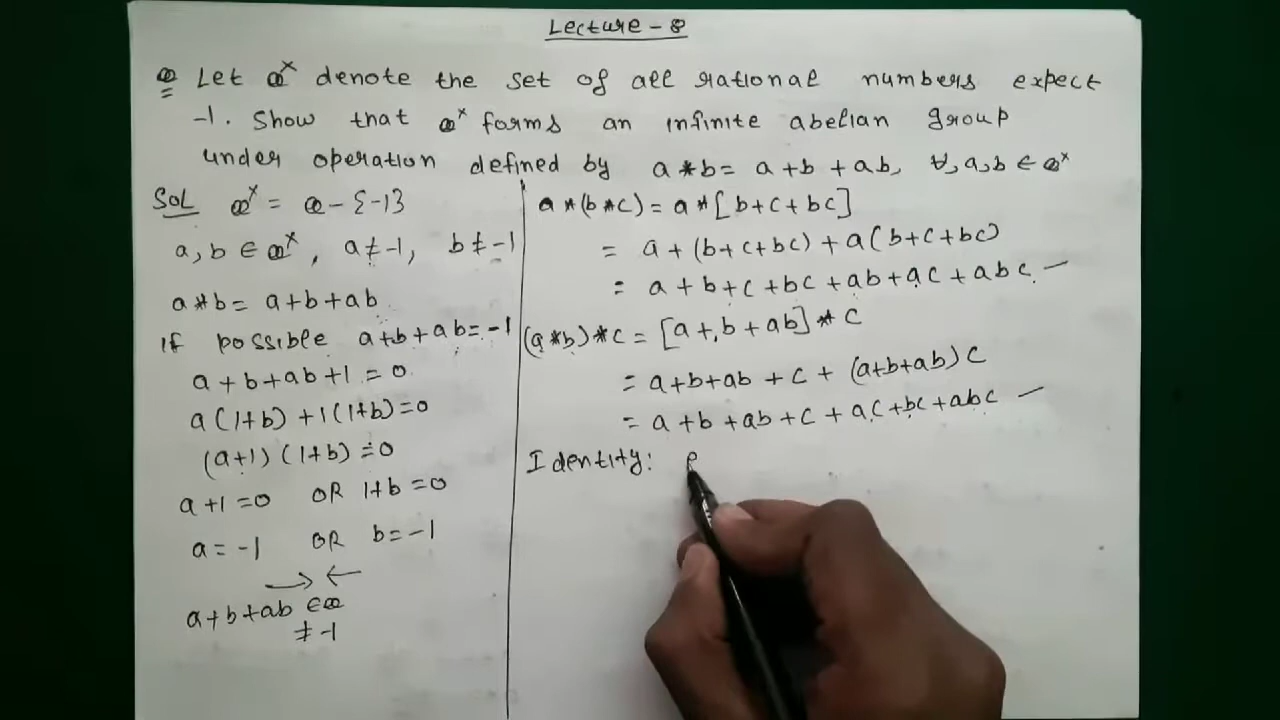 Lecture - 8
Q Let Q^x denote the set of all rational numbers expect
-1. Show that Q^x forms an infinite abelian group
under operation defined by a * b = a + b + ab, ∀, a, b ∈ Q^x
Sol Q^x = Q - {-1}
a, b ∈ Q^x, a ≠ -1, b ≠ -1
a * b = a + b + ab
if possible a+b+ab = -1
a + b + ab + 1 = 0
a(1+b) + 1(1+b) = 0
(a+1)(1+b) = 0
a + 1 = 0 OR 1+b = 0
a = -1 OR b = -1
→ ←
a + b + ab ∈ Q
≠ -1
a * (b * c) = a * [b + c + bc]
= a + (b + c + bc) + a(b + c + bc)
= a + b + c + bc + ab + ac + abc -
(a * b) * c = [a + b + ab] * c
= a + b + ab + c + (a+b+ab)c
= a + b + ab + c + ac + bc + abc -
Identity: e